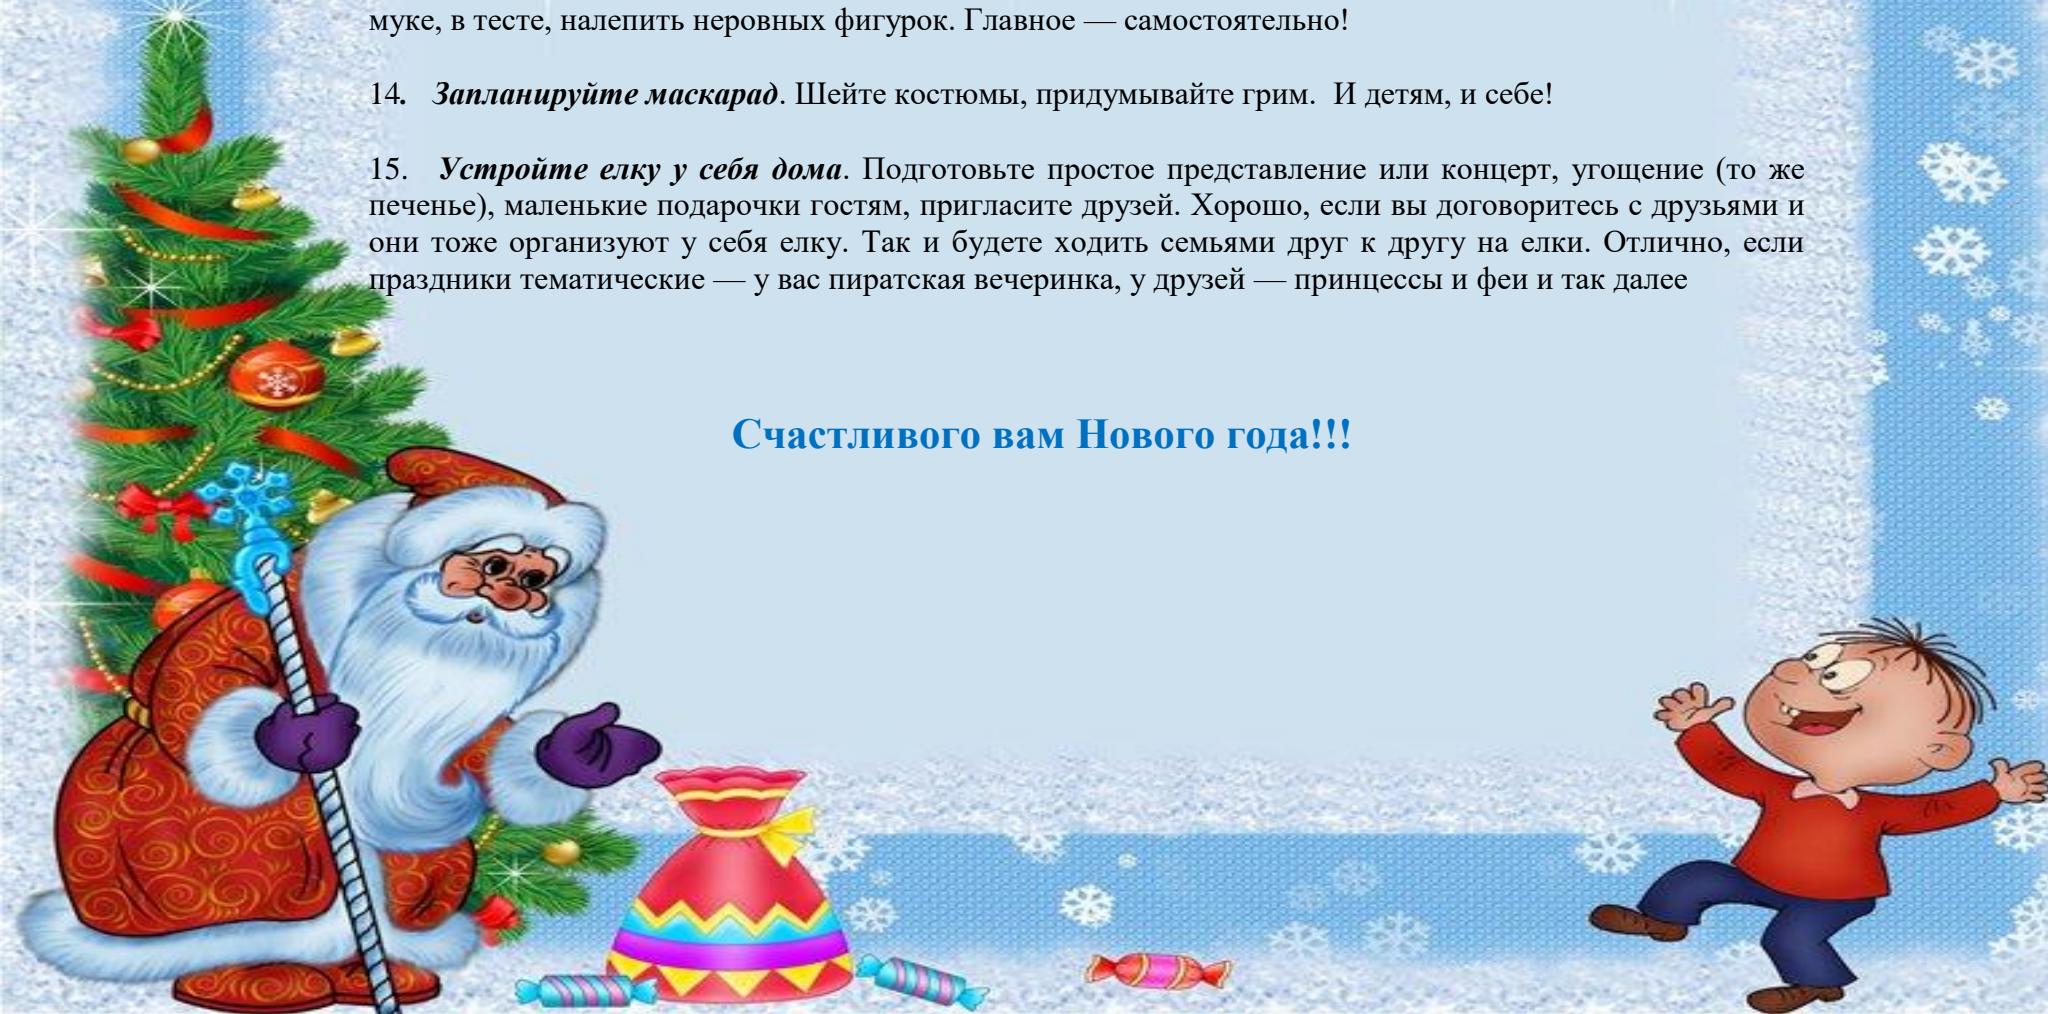 муке, в тесте, налепить неровных фигурок. Главное — самостоятельно!
14. Запланируйте маскарад. Шейте костюмы, придумывайте грим. И детям, и себе!
15. Устройте елку у себя дома. Подготовьте простое представление или концерт, угощение (то же
печенье), маленькие подарочки гостям, пригласите друзей. Хорошо, если вы договоритесь с друзьями и
они тоже организуют у себя елку. Так и будете ходить семьями друг к другу на елки. Отлично, если
праздники тематические — у вас пиратская вечеринка, у друзей — принцессы и феи и так далее
Счастливого вам Нового года!!!